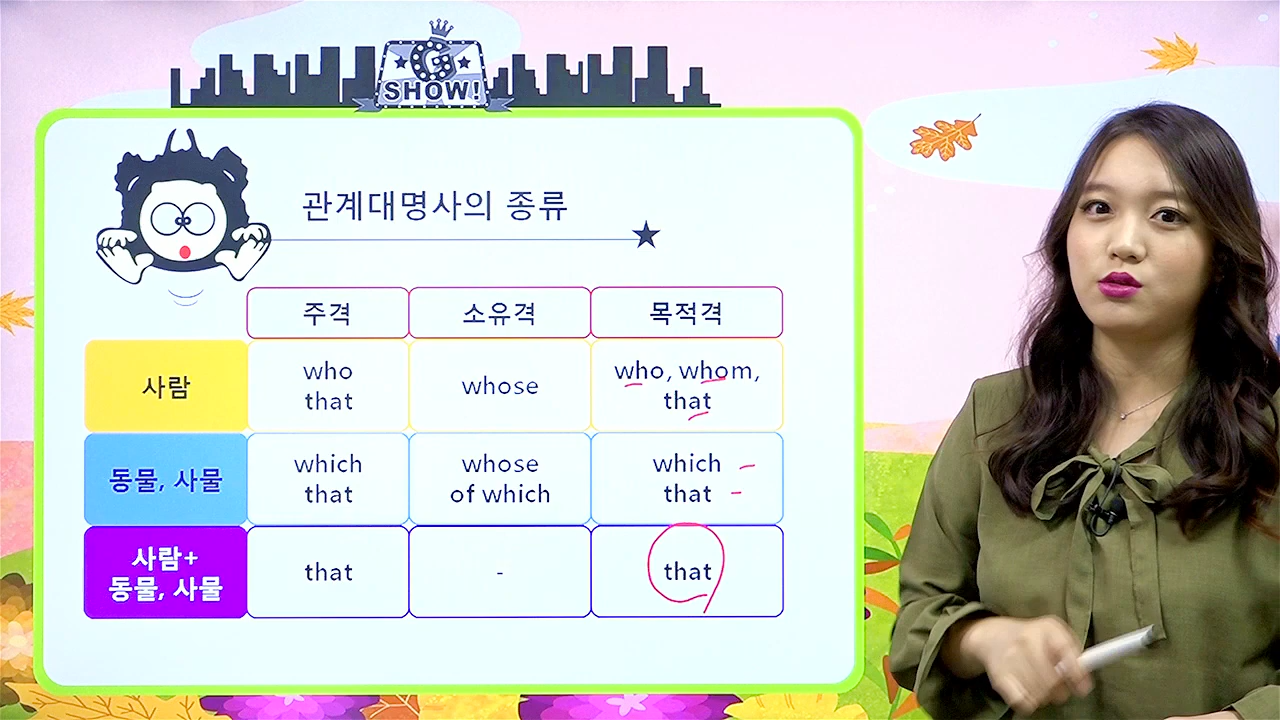 G
SHOW!
관계대명사의 종류
주격 소유격 목적격
사람
who
that
whose
who, whom,
that
동물, 사물
which
that
whose
of which
which
that
사람+
동물, 사물
that
-
that